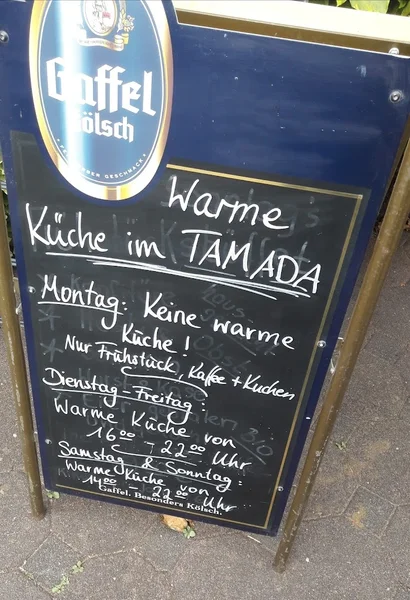 Gaffel
Kölsch
Warme
Küche im TAMADA
Montag: Keine warme
Küche!
Nur Frühstück, Kaffee + Kuchen
Dienstag - Freitag:
Warme Küche von
16⁰⁰ - 22⁰⁰ Uhr
Samstag & Sonntag:
Warme Küche von
14⁰⁰ - 22⁰⁰ Uhr
Gaffel. Besonders Kölsch.